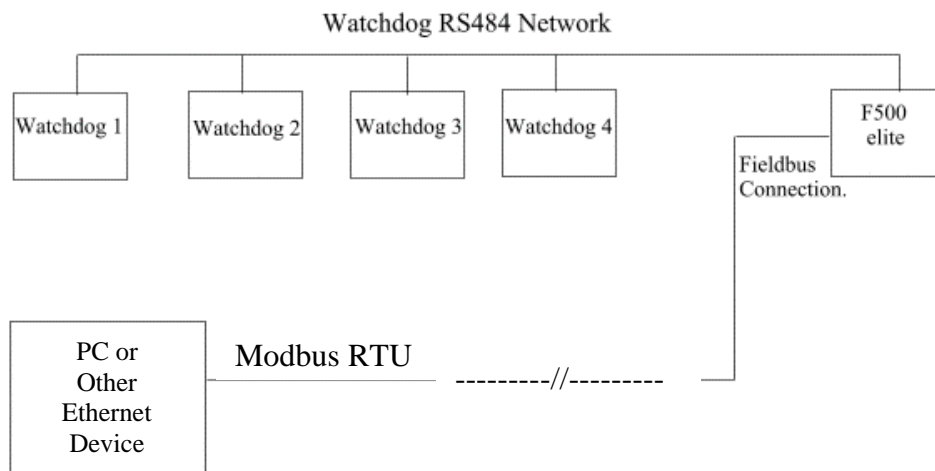 Watchdog RS484 Network
Watchdog 1
Watchdog 2
Watchdog 3
Watchdog 4
F500
elite
Fieldbus
Connection.
PC or
Other
Ethernet
Device
Modbus RTU
---------//---------